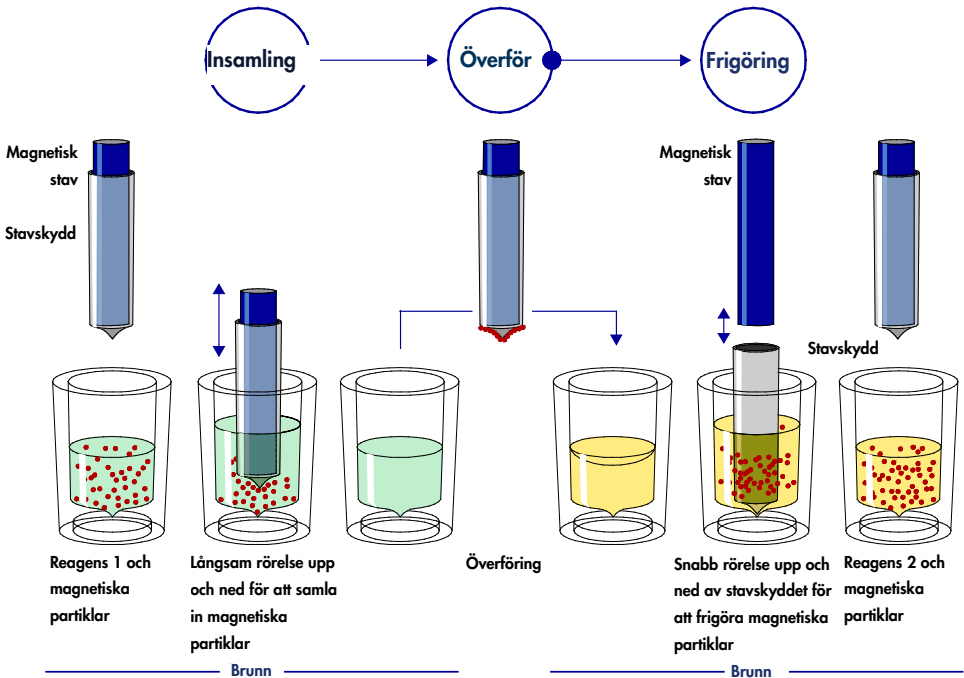 Insamling
Överför
Frigöring
Magnetisk
stav
Stavskydd
Magnetisk
stav
Stavskydd
Reagens 1 och
magnetiska
partiklar
Långsam rörelse upp
och ned för att samla
in magnetiska
partiklar
Överföring
Snabb rörelse upp och
ned av stavskyddet för
att frigöra magnetiska
partiklar
Reagens 2 och
magnetiska
partiklar
Brunn
Brunn